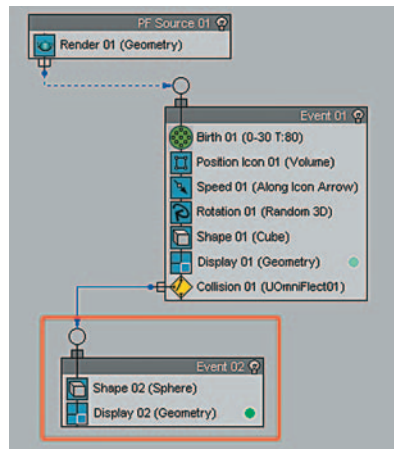 PF Source 01
Render 01 (Geometry)
Event 01
Birth 01 (0-30 T:80)
Position Icon 01 (Volume)
Speed 01 (Along Icon Arrow)
Rotation 01 (Random 3D)
Shape 01 (Cube)
Display 01 (Geometry)
Collision 01 (UOmniFlect01)
Event 02
Shape 02 (Sphere)
Display 02 (Geometry)